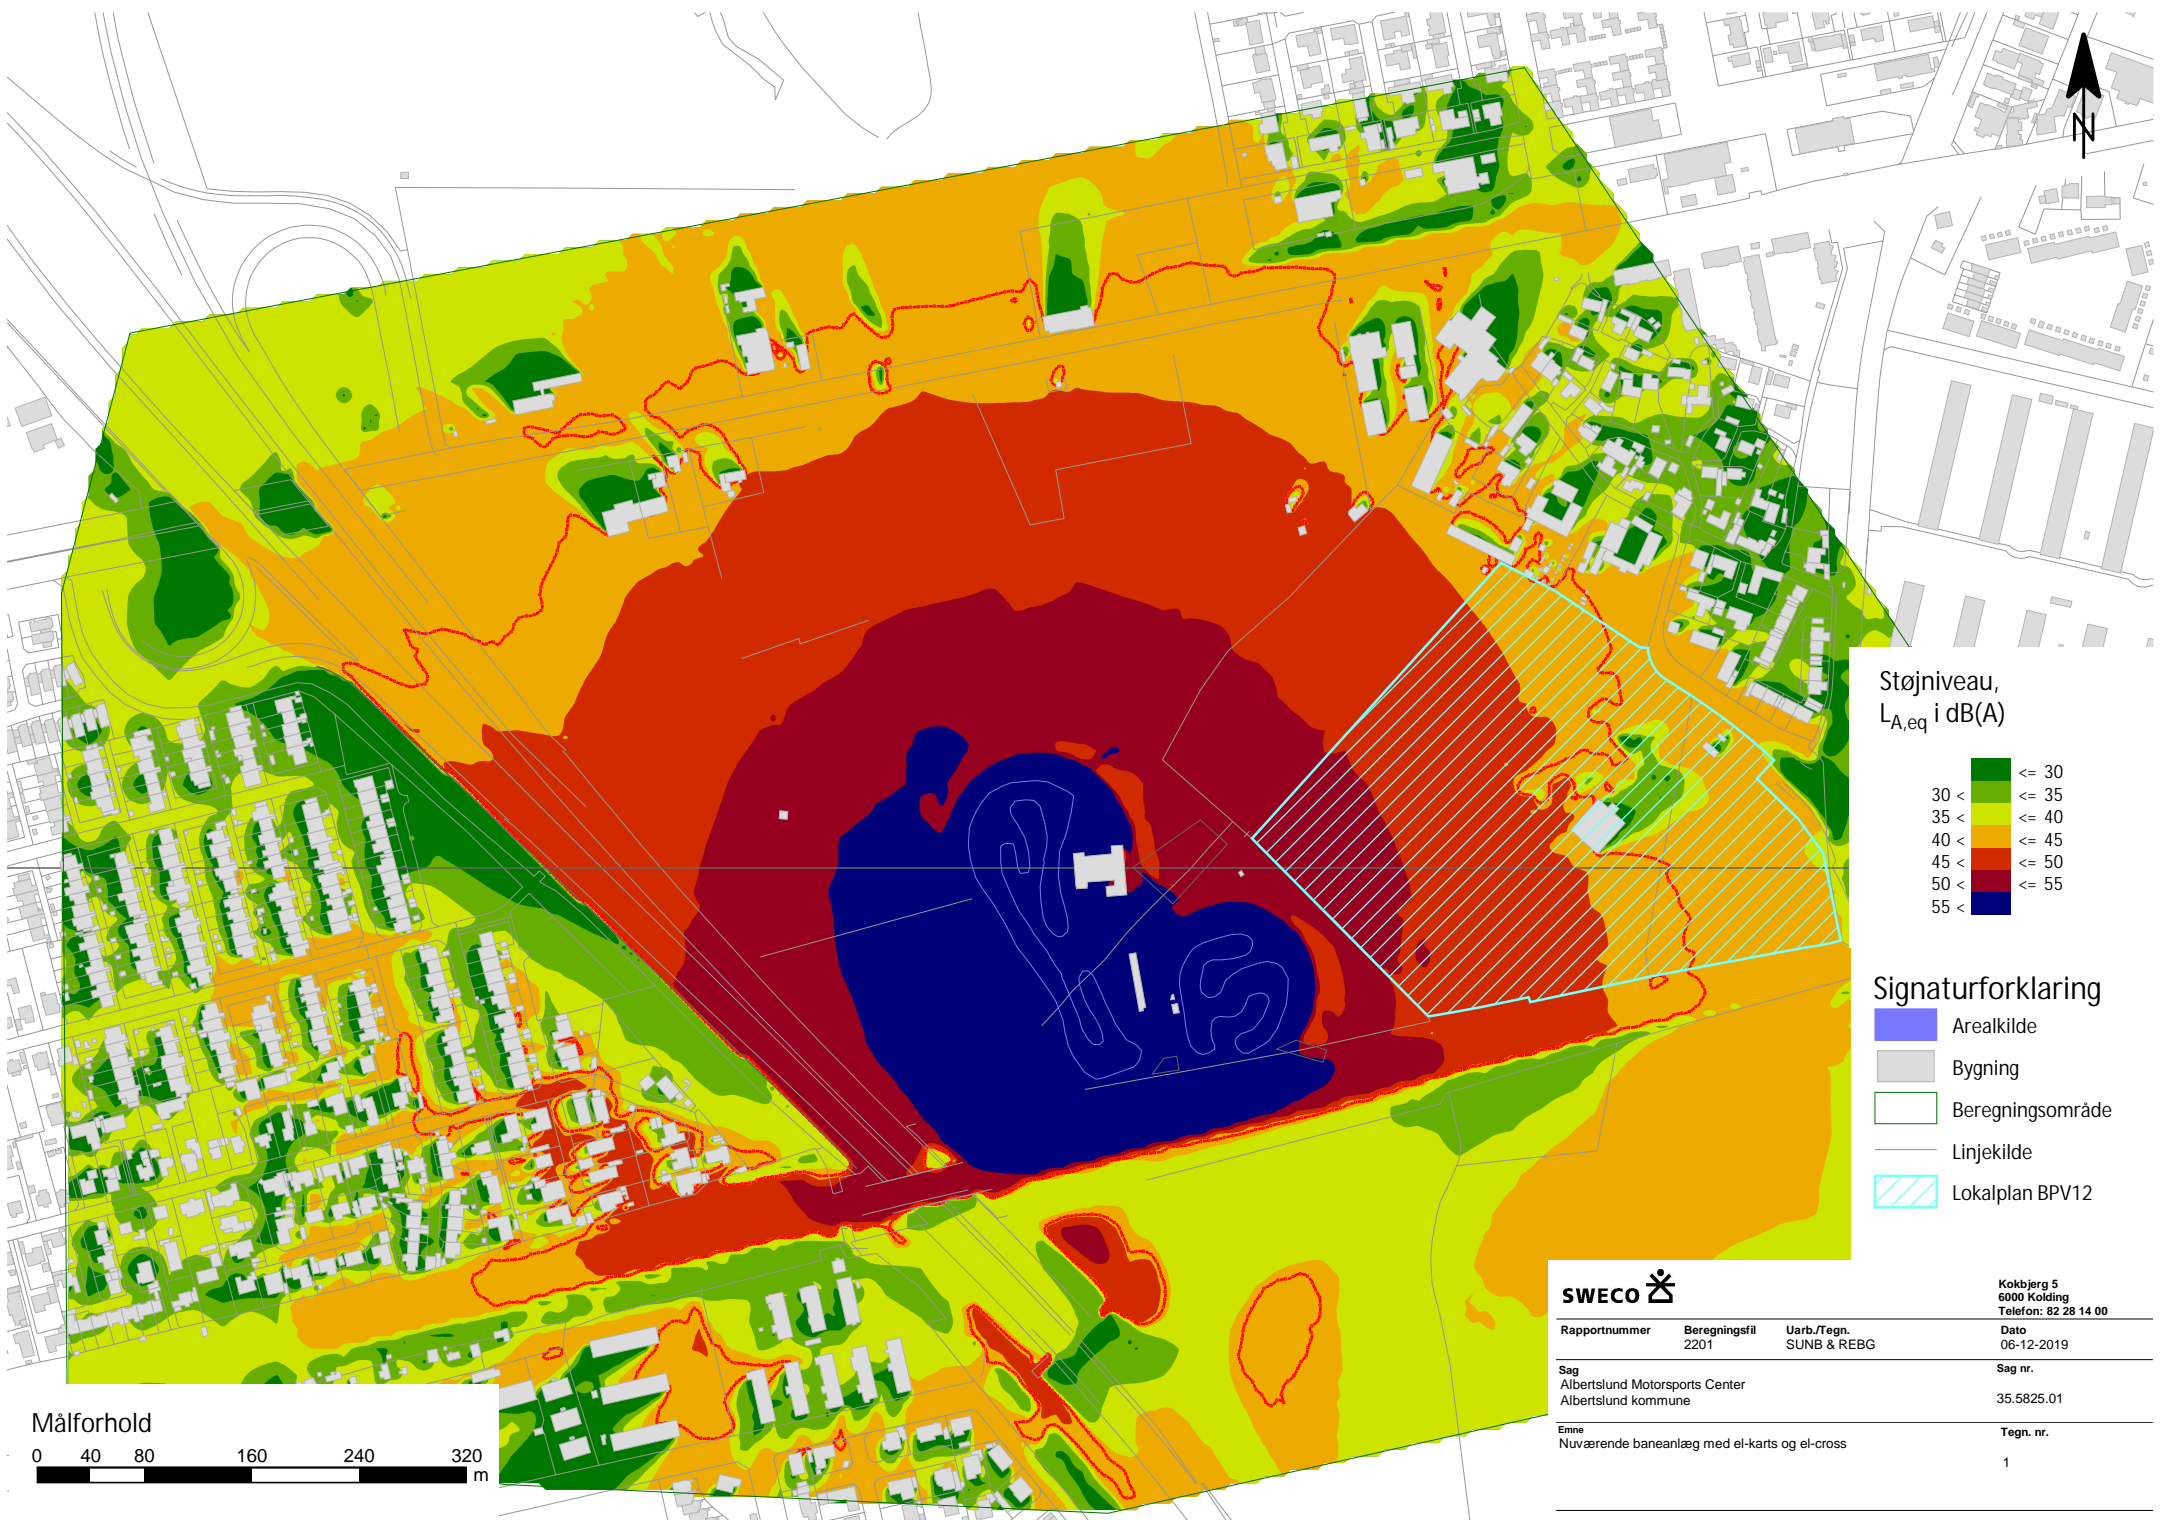 N
Støjniveau,
LA,eq i dB(A)
<= 30
30 < <= 35
35 < <= 40
40 < <= 45
45 < <= 50
50 < <= 55
55 <
Signaturforklaring
Arealkilde
Bygning
Beregningsområde
Linjekilde
Lokalplan BPV12
SWECO
Kokbjerg 5
6000 Kolding
Telefon: 82 28 14 00
Rapportnummer Beregningsfil Uarb./Tegn. Dato
2201 SUNB & REBG 06-12-2019
Sag Sag nr.
Albertslund Motorsports Center
Albertslund kommune 35.5825.01
Emne Tegn. nr.
Nuværende baneanlæg med el-karts og el-cross
1
Målforhold
0 40 80 160 240 320
m